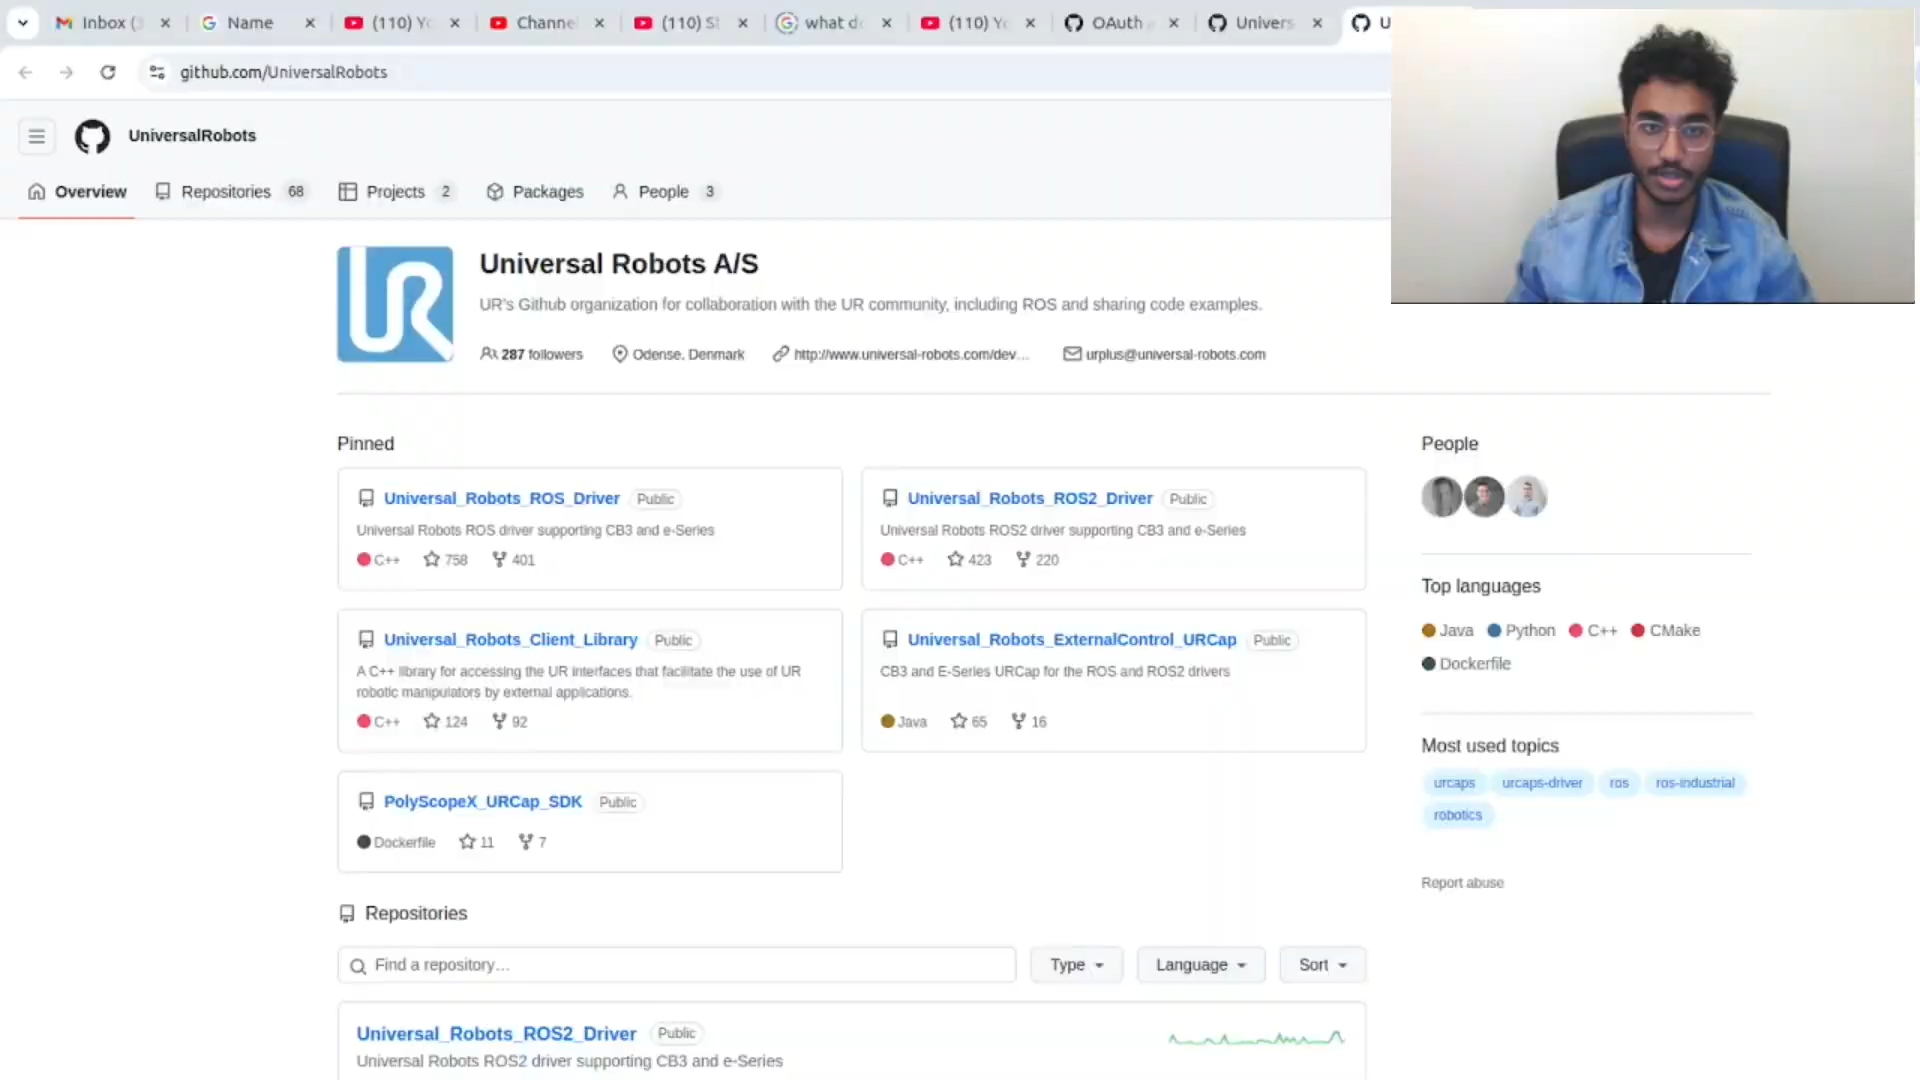 Inbox (
Name
(110) Y
Channe
(110) S
what d
(110) Y
OAuth
Univers
U
github.com/UniversalRobots
UniversalRobots
Overview
Repositories 68
Projects 2
Packages
People 3
UR
Universal Robots A/S
UR's Github organization for collaboration with the UR community, including ROS and sharing code examples.
287 followers
Odense, Denmark
http://www.universal-robots.com/dev...
urplus@universal-robots.com
Pinned
Universal_Robots_ROS_Driver Public
Universal Robots ROS driver supporting CB3 and e-Series
C++ 758 401
Universal_Robots_ROS2_Driver Public
Universal Robots ROS2 driver supporting CB3 and e-Series
C++ 423 220
Universal_Robots_Client_Library Public
A C++ library for accessing the UR interfaces that facilitate the use of UR
robotic manipulators by external applications.
C++ 124 92
Universal_Robots_ExternalControl_URCap Public
CB3 and E-Series URCap for the ROS and ROS2 drivers
Java 65 16
PolyScopeX_URCap_SDK Public
Dockerfile 11 7
People
Top languages
Java Python C++ CMake
Dockerfile
Most used topics
urcaps urcaps-driver ros ros-industrial
robotics
Report abuse
Repositories
Find a repository...
Type
Language
Sort
Universal_Robots_ROS2_Driver Public
Universal Robots ROS2 driver supporting CB3 and e-Series